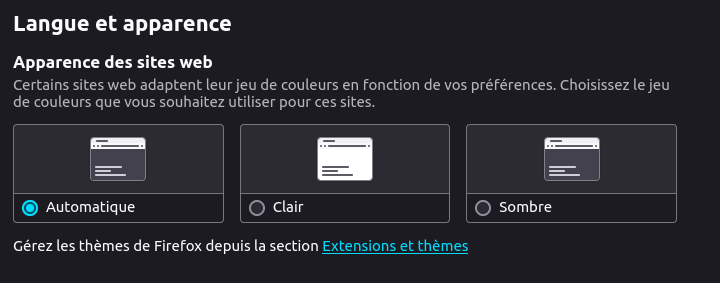 Langue et apparence
Apparence des sites web
Certains sites web adaptent leur jeu de couleurs en fonction de vos préférences. Choisissez le jeu
de couleurs que vous souhaitez utiliser pour ces sites.
Automatique
Clair
Sombre
Gérez les thèmes de Firefox depuis la section Extensions et thèmes